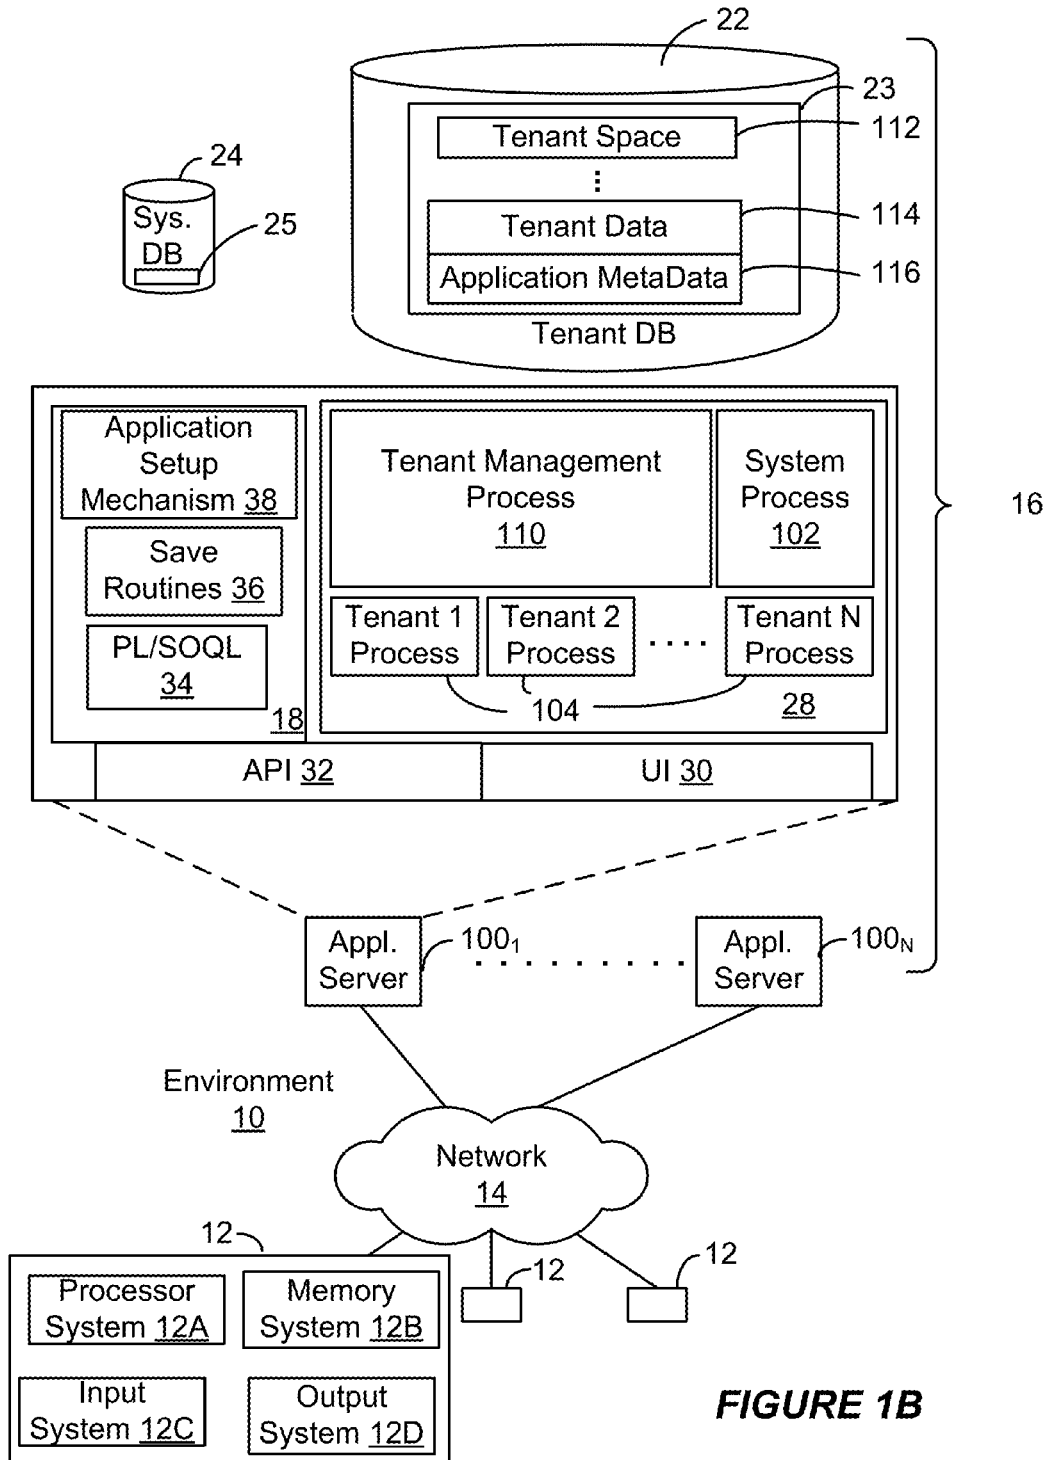 22
23
Tenant Space
112
24
Sys.
DB
25
Tenant Data
114
Application MetaData
116
Tenant DB
16
Application
Setup
Mechanism 38
Save
Routines 36
PL/SOQL
34
18
Tenant Management
Process
110
System
Process
102
Tenant 1
Process
Tenant 2
Process
Tenant N
Process
104
28
API 32
UI 30
Appl.
Server
100₁
Appl.
Server
100N
Environment
10
Network
14
12
Processor
System 12A
Memory
System 12B
Input
System 12C
Output
System 12D
12
12
FIGURE 1B